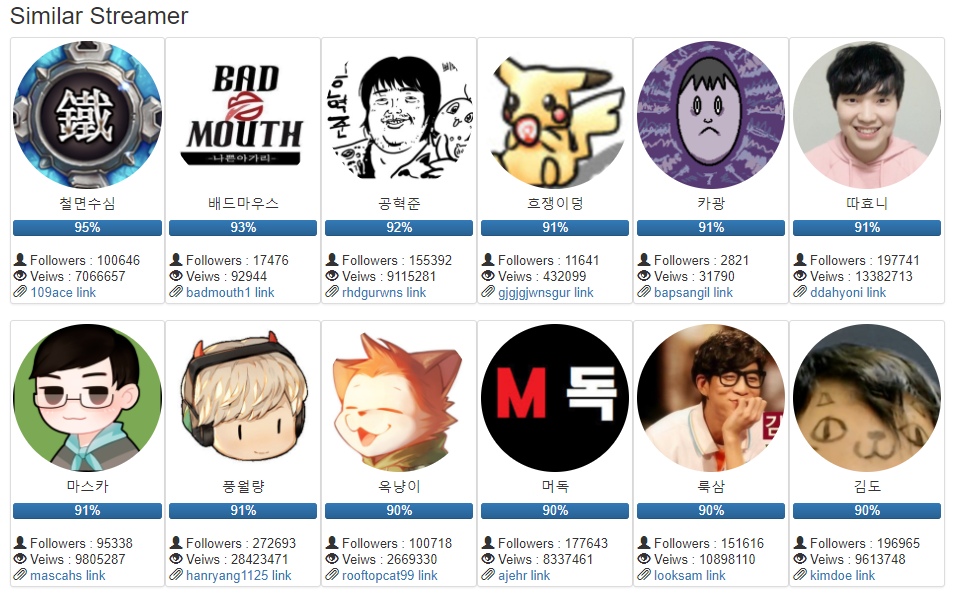 Similar Streamer
鐵
BAD
MOUTH
-나쁜아가리-
7
철면수심
배드마우스
공혁준
흐쟁이덩
카광
따효니
95%
93%
92%
91%
91%
91%
Followers : 100646
Followers : 17476
Followers : 155392
Followers : 11641
Followers : 2821
Followers : 197741
Veiws : 7066657
Veiws : 92944
Veiws : 9115281
Veiws : 432099
Veiws : 31790
Veiws : 13382713
109ace link
badmouth1 link
rhdgurwns link
gjgjgjwnsgur link
bapsangil link
ddahyoni link
M 독
김
마스카
풍월량
옥냥이
머독
룩삼
김도
91%
91%
90%
90%
90%
90%
Followers : 95338
Followers : 272693
Followers : 100718
Followers : 177643
Followers : 151616
Followers : 196965
Veiws : 9805287
Veiws : 28423471
Veiws : 2669330
Veiws : 8337461
Veiws : 10898110
Veiws : 9613748
mascahs link
hanryang1125 link
rooftopcat99 link
ajehr link
looksam link
kimdoe link